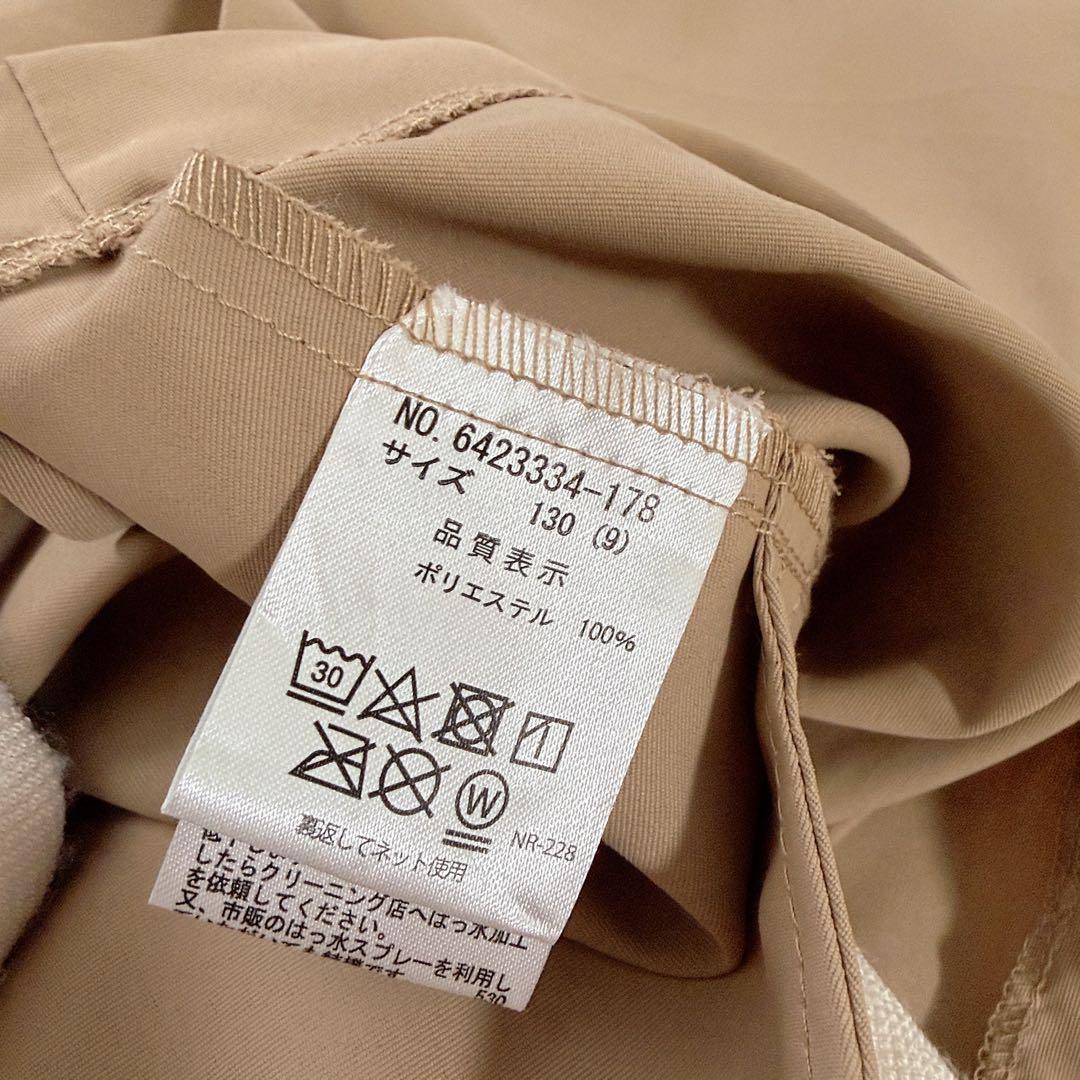 NO. 6423334-178
サイズ
130 (9)
品質表示
ポリエステル 100%
30
W
裏返してネット使用
NR-228
したらクリーニング店へはっ水加工
を依頼してください。
又、市販のはっ水スプレーを利用し
530